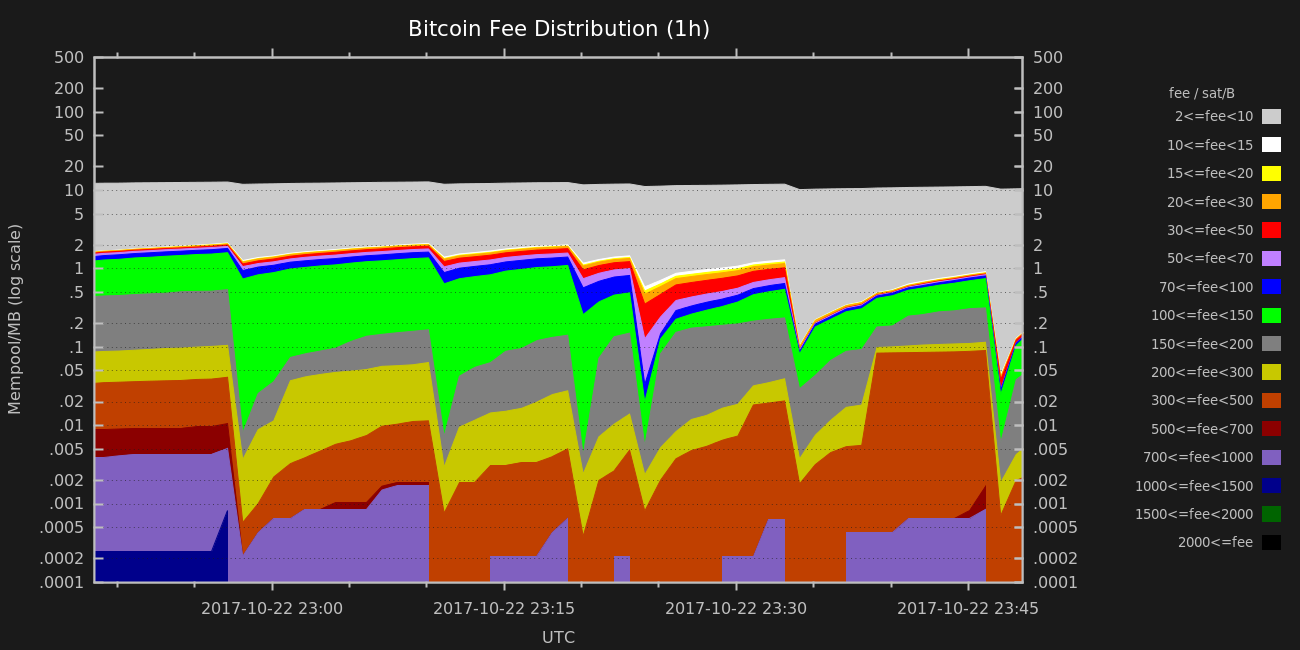 Bitcoin Fee Distribution (1h)
500 500
200 200
100 100
50 50
20 20
10 10
5 5
2 2
1 1
.5 .5
.2 .2
.1 .1
.05 .05
.02 .02
.01 .01
.005 .005
.002 .002
.001 .001
.0005 .0005
.0002 .0002
.0001 .0001
Mempool/MB (log scale)
2017-10-22 23:00 2017-10-22 23:15 2017-10-22 23:30 2017-10-22 23:45
UTC
fee / sat/B
2<=fee<10
10<=fee<15
15<=fee<20
20<=fee<30
30<=fee<50
50<=fee<70
70<=fee<100
100<=fee<150
150<=fee<200
200<=fee<300
300<=fee<500
500<=fee<700
700<=fee<1000
1000<=fee<1500
1500<=fee<2000
2000<=fee